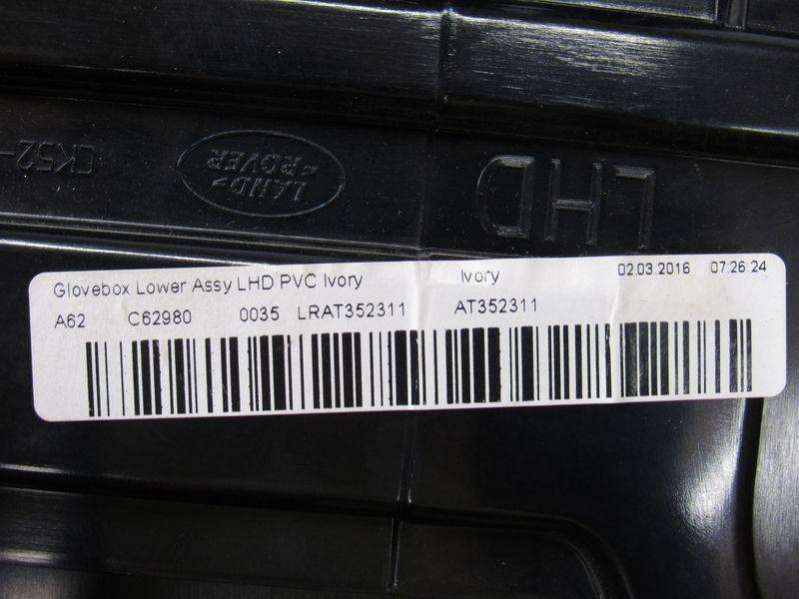 CK52-
LAND-
-ROVER
LHD
Glovebox Lower Assy LHD PVC Ivory Ivory 02.03.2016 07:26:24
A62 C62980 0035 LRAT352311 AT352311